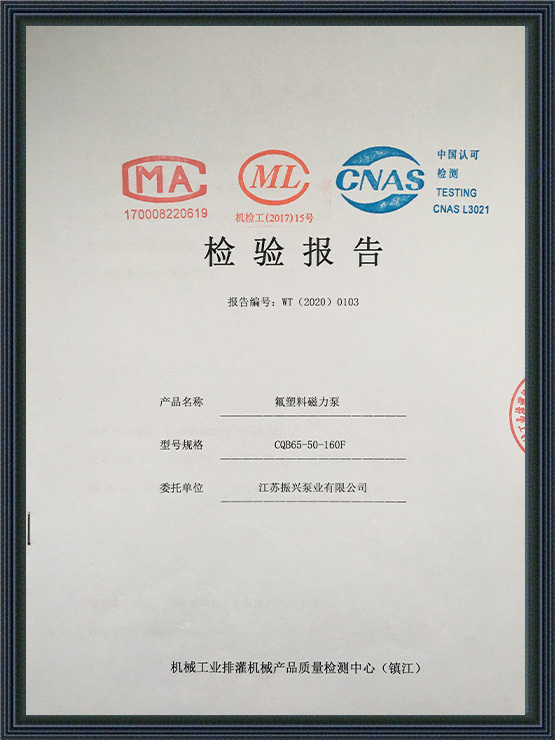 MA
170008220619
ML
机检工(2017)15号
CNAS
中国认可
检测
TESTING
CNAS L3021
检验报告
报告编号：WT（2020）0103
产品名称 氟塑料磁力泵
型号规格 CQB65-50-160F
委托单位 江苏振兴泵业有限公司
机械工业排灌机械产品质量检测中心（镇江）